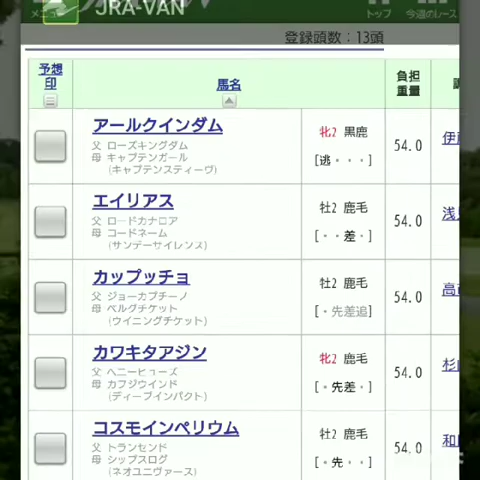 JRA-VAN
メニュー
トップ 今週のレース
登録頭数：13頭
予想印 馬名 負担重量
アールクインダム
父 ローズキングダム
母 キャプテンガール
(キャプテンスティーヴ)
牝2 黒鹿
[逃・・・]
54.0
伊
エイリアス
父 ロードカナロア
母 コードネーム
(サンデーサイレンス)
牡2 鹿毛
[・・差・]
54.0
浅
カップッチョ
父 ジョーカプチーノ
母 ベルグチケット
(ウイニングチケット)
牡2 鹿毛
[・先差追]
54.0
高
カワキタアジン
父 ヘニーヒューズ
母 カフジウインド
(ディープインパクト)
牝2 鹿毛
[・先差・]
54.0
杉
コスモインペリウム
父 トランセンド
母 シップスログ
(ネオユニヴァース)
牡2 鹿毛
[・先・・]
54.0
和